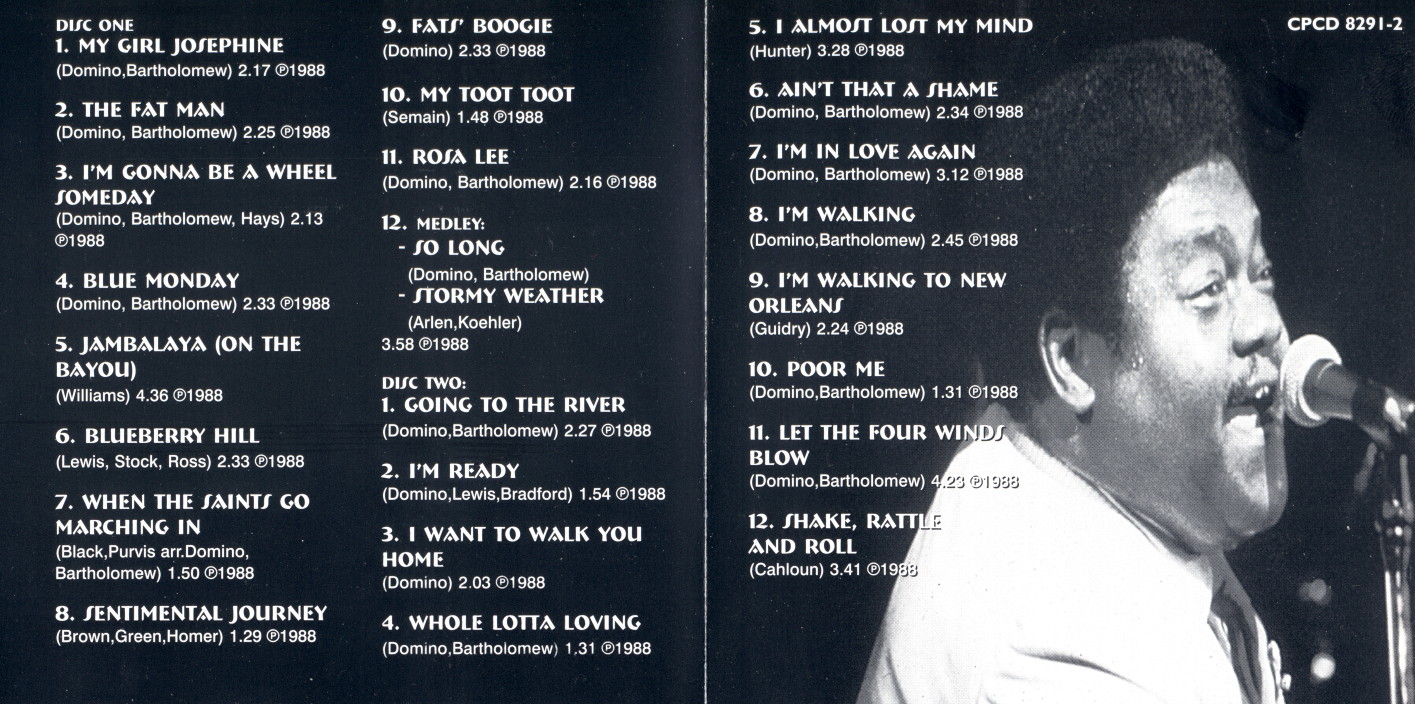 DISC ONE
1. MY GIRL JOSEPHINE
(Domino,Bartholomew) 2.17 ℗1988
2. THE FAT MAN
(Domino, Bartholomew) 2.25 ℗1988
3. I'M GONNA BE A WHEEL
SOMEDAY
(Domino, Bartholomew, Hays) 2.13
℗1988
4. BLUE MONDAY
(Domino, Bartholomew) 2.33 ℗1988
5. JAMBALAYA (ON THE
BAYOU)
(Williams) 4.36 ℗1988
6. BLUEBERRY HILL
(Lewis, Stock, Ross) 2.33 ℗1988
7. WHEN THE SAINTS GO
MARCHING IN
(Black,Purvis arr.Domino,
Bartholomew) 1.50 ℗1988
8. SENTIMENTAL JOURNEY
(Brown,Green,Homer) 1.29 ℗1988
9. FATS' BOOGIE
(Domino) 2.33 ℗1988
10. MY TOOT TOOT
(Semain) 1.48 ℗1988
11. ROSA LEE
(Domino, Bartholomew) 2.16 ℗1988
12. MEDLEY:
- SO LONG
(Domino, Bartholomew)
- STORMY WEATHER
(Arlen,Koehler)
3.58 ℗1988
DISC TWO:
1. GOING TO THE RIVER
(Domino,Bartholomew) 2.27 ℗1988
2. I'M READY
(Domino,Lewis,Bradford) 1.54 ℗1988
3. I WANT TO WALK YOU
HOME
(Domino) 2.03 ℗1988
4. WHOLE LOTTA LOVING
(Domino,Bartholomew) 1,31 ℗1988
5. I ALMOST LOST MY MIND
(Hunter) 3.28 ℗1988
6. AIN'T THAT A SHAME
(Domino, Bartholomew) 2.34 ℗1988
7. I'M IN LOVE AGAIN
(Domino, Bartholomew) 3.12 ℗1988
8. I'M WALKING
(Domino,Bartholomew) 2.45 ℗1988
9. I'M WALKING TO NEW
ORLEANS
(Guidry) 2.24 ℗1988
10. POOR ME
(Domino,Bartholomew) 1.31 ℗1988
11. LET THE FOUR WINDS
BLOW
(Domino,Bartholomew) 4.23 ℗1988
12. SHAKE, RATTLE
AND ROLL
(Cahloun) 3.41 ℗1988
CPCD 8291-2